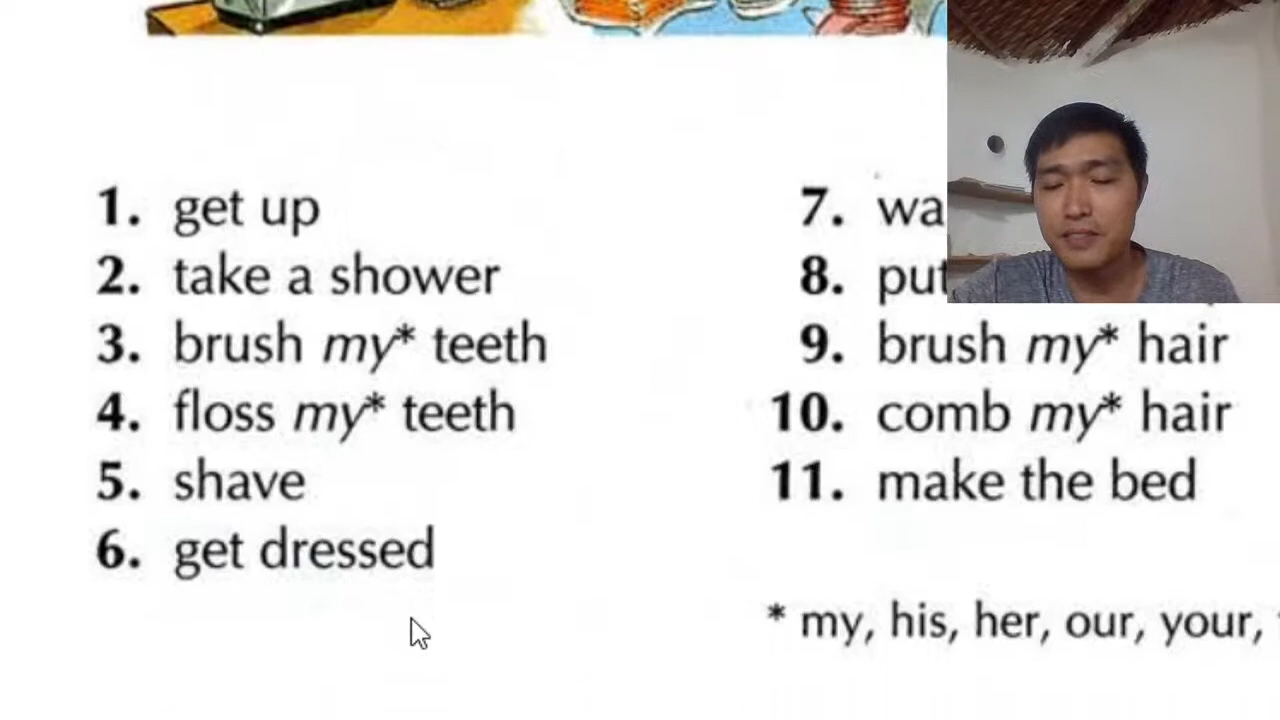 1. get up
2. take a shower
3. brush my* teeth
4. floss my* teeth
5. shave
6. get dressed
7.
8. put
9. brush my* hair
10. comb my* hair
11. make the bed
* my, his, her, our, your,